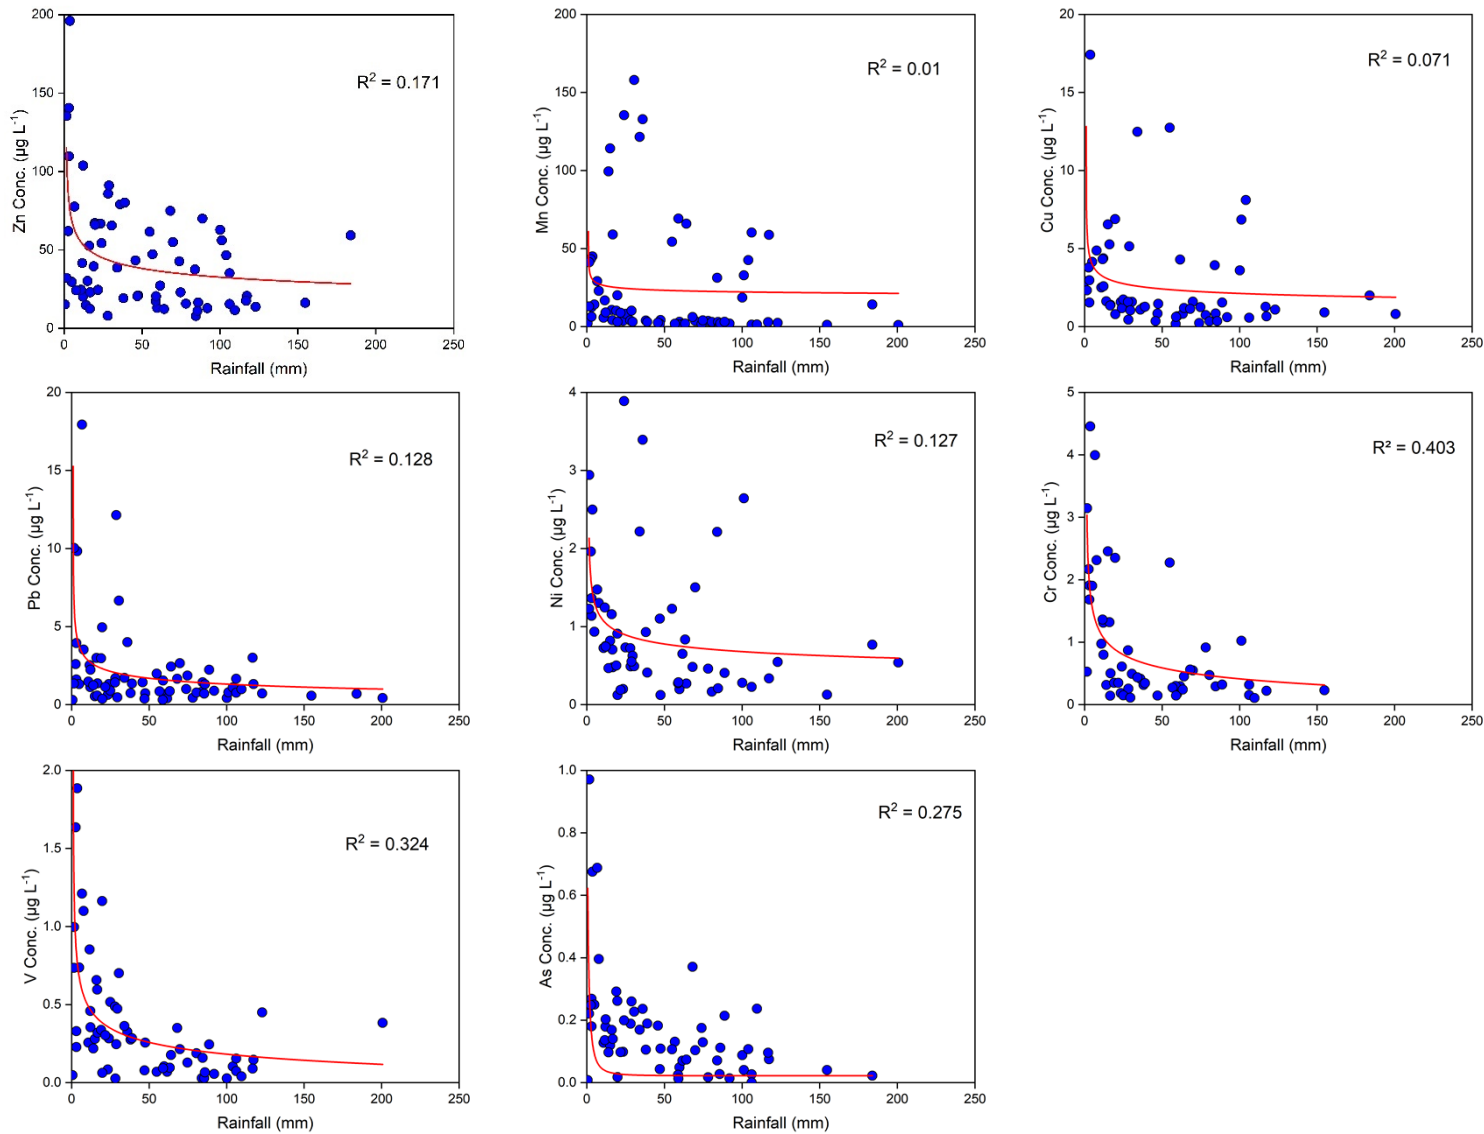 200
150
100
50
0
Zn Conc. (µg L⁻¹)
R² = 0.171
0 50 100 150 200 250
Rainfall (mm)
200
150
100
50
0
Mn Conc. (µg L⁻¹)
R² = 0.01
0 50 100 150 200 250
Rainfall (mm)
20
15
10
5
0
Cu Conc. (µg L⁻¹)
R² = 0.071
0 50 100 150 200 250
Rainfall (mm)
20
15
10
5
0
Pb Conc. (µg L⁻¹)
R² = 0.128
0 50 100 150 200 250
Rainfall (mm)
4
3
2
1
0
Ni Conc. (µg L⁻¹)
R² = 0.127
0 50 100 150 200 250
Rainfall (mm)
5
4
3
2
1
0
Cr Conc. (µg L⁻¹)
R² = 0.403
0 50 100 150 200 250
Rainfall (mm)
2.0
1.5
1.0
0.5
0.0
V Conc. (µg L⁻¹)
R² = 0.324
0 50 100 150 200 250
Rainfall (mm)
1.0
0.8
0.6
0.4
0.2
0.0
As Conc. (µg L⁻¹)
R² = 0.275
0 50 100 150 200 250
Rainfall (mm)